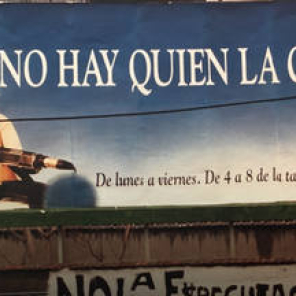 NO HAY QUIEN LA
De lunes a viernes. De 4 a 8 de la
NO! A